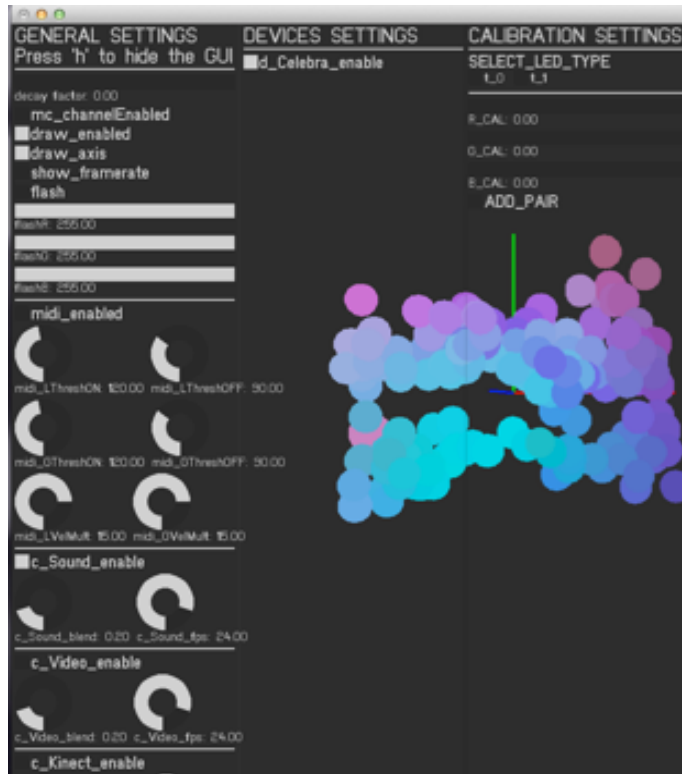 GENERAL SETTINGS
Press 'h' to hide the GUI
decay factor: 0.00
mc_channelEnabled
draw_enabled
draw_axis
show_framerate
flash
flashR: 255.00
flashG: 255.00
flashB: 255.00
midi_enabled
midi_LThreshON: 120.00 midi_LThreshOFF: 90.00
midi_GThreshON: 120.00 midi_GThreshOFF: 90.00
midi_LVelMult: 15.00 midi_GVelMult: 15.00
c_Sound_enable
c_Sound_blend: 0.20 c_Sound_fps: 24.00
c_Video_enable
c_Video_blend: 0.20 c_Video_fps: 24.00
c_Kinect_enable
DEVICES SETTINGS
d_Celebra_enable
CALIBRATION SETTINGS
SELECT_LED_TYPE
t_0 t_1
R_CAL: 0.00
G_CAL: 0.00
B_CAL: 0.00
ADD_PAIR